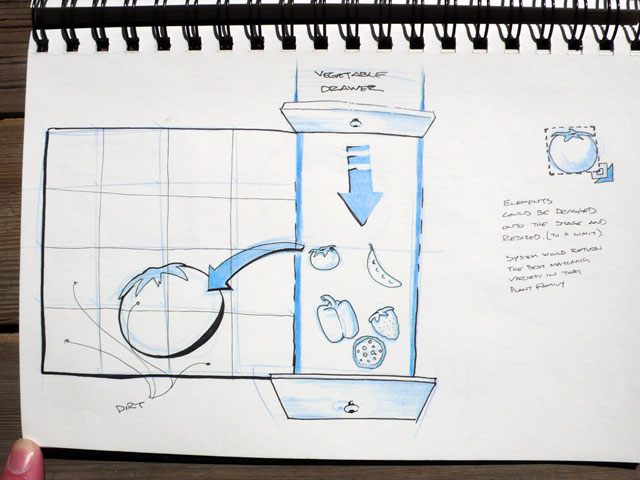 VEGETABLE
DRAWER
ELEMENTS
COULD BE DRAGGED
ONTO THE STAGE AND
RESIZED. (TO A LIMIT).
SYSTEM WOULD RETURN
THE BEST MATCHING
VARIETY IN THAT
PLANT FAMILY
DIRT